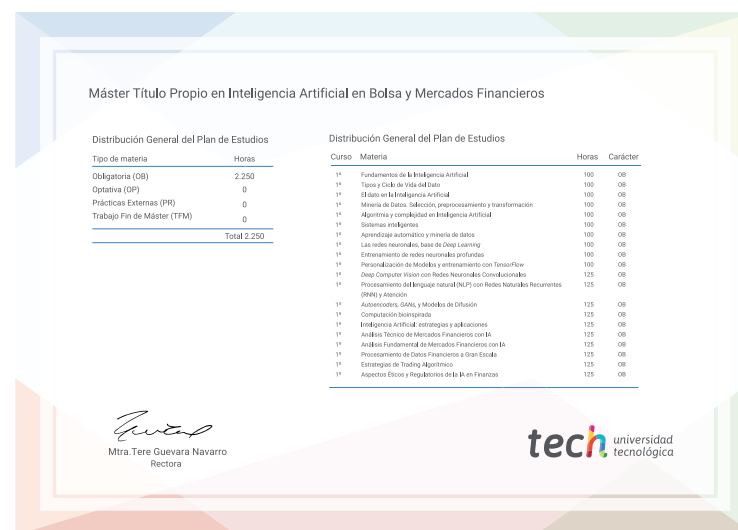 Máster Título Propio en Inteligencia Artificial en Bolsa y Mercados Financieros
Distribución General del Plan de Estudios
Tipo de materia Horas
Obligatoria (OB) 2.250
Optativa (OP) 0
Prácticas Externas (PR) 0
Trabajo Fin de Máster (TFM) 0
Total 2.250
Distribución General del Plan de Estudios
Curso Materia Horas Carácter
1º Fundamentos de la Inteligencia Artificial 100 OB
1º Tipos y Ciclo de Vida del Dato 100 OB
1º El dato en la Inteligencia Artificial 100 OB
1º Minería de Datos. Selección, preprocesamiento y transformación 100 OB
1º Algoritmia y complejidad en Inteligencia Artificial 100 OB
1º Sistemas inteligentes 100 OB
1º Aprendizaje automático y minería de datos 100 OB
1º Las redes neuronales, base de Deep Learning 100 OB
1º Entrenamiento de redes neuronales profundas 100 OB
1º Personalización de Modelos y entrenamiento con TensorFlow 100 OB
1º Deep Computer Vision con Redes Neuronales Convolucionales 125 OB
1º Procesamiento del lenguaje natural (NLP) con Redes Naturales Recurrentes 125 OB
(RNN) y Atención
1º Autoencoders, GANs, y Modelos de Difusión 125 OB
1º Computación bioinspirada 125 OB
1º Inteligencia Artificial: estrategias y aplicaciones 125 OB
1º Análisis Técnico de Mercados Financieros con IA 125 OB
1º Análisis Fundamental de Mercados Financieros con IA 125 OB
1º Procesamiento de Datos Financieros a Gran Escala 125 OB
1º Estrategias de Trading Algorítmico 125 OB
1º Aspectos Éticos y Regulatorios de la IA en Finanzas 125 OB
Mtra.Tere Guevara Navarro
Rectora
tech universidad
tecnológica